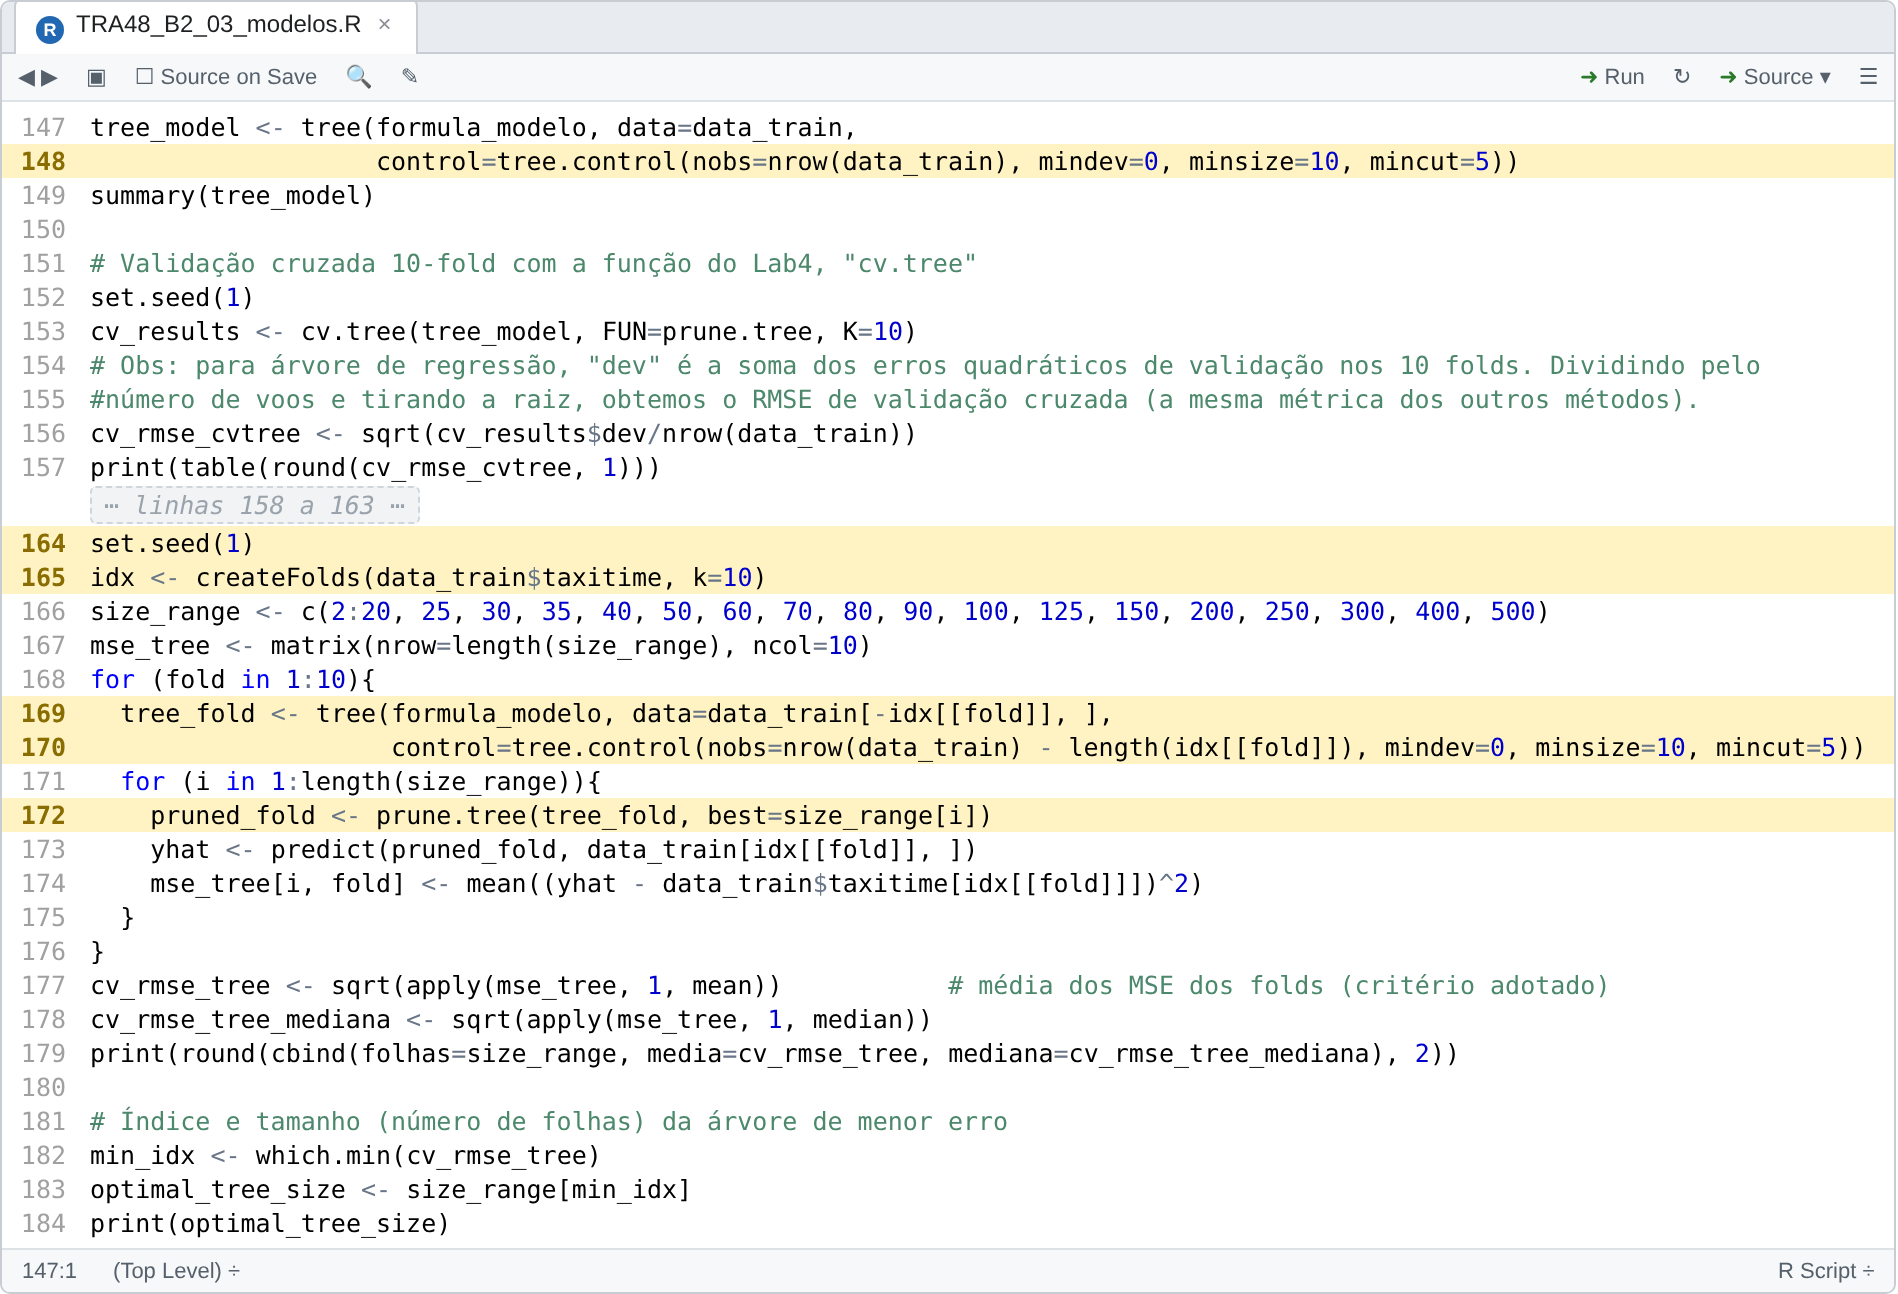 R TRA48_B2_03_modelos.R ×
◀ ▶ ▣ ☐ Source on Save 🔍 ✎ ➜ Run ↻ ➜ Source ▾ ☰
147 tree_model <- tree(formula_modelo, data=data_train,
148                    control=tree.control(nobs=nrow(data_train), mindev=0, minsize=10, mincut=5))
149 summary(tree_model)
150
151 # Validação cruzada 10-fold com a função do Lab4, "cv.tree"
152 set.seed(1)
153 cv_results <- cv.tree(tree_model, FUN=prune.tree, K=10)
154 # Obs: para árvore de regressão, "dev" é a soma dos erros quadráticos de validação nos 10 folds. Dividindo pelo
155 #número de voos e tirando a raiz, obtemos o RMSE de validação cruzada (a mesma métrica dos outros métodos).
156 cv_rmse_cvtree <- sqrt(cv_results$dev/nrow(data_train))
157 print(table(round(cv_rmse_cvtree, 1)))
⋯ linhas 158 a 163 ⋯
164 set.seed(1)
165 idx <- createFolds(data_train$taxitime, k=10)
166 size_range <- c(2:20, 25, 30, 35, 40, 50, 60, 70, 80, 90, 100, 125, 150, 200, 250, 300, 400, 500)
167 mse_tree <- matrix(nrow=length(size_range), ncol=10)
168 for (fold in 1:10){
169   tree_fold <- tree(formula_modelo, data=data_train[-idx[[fold]], ],
170                     control=tree.control(nobs=nrow(data_train) - length(idx[[fold]]), mindev=0, minsize=10, mincut=5))
171   for (i in 1:length(size_range)){
172     pruned_fold <- prune.tree(tree_fold, best=size_range[i])
173     yhat <- predict(pruned_fold, data_train[idx[[fold]], ])
174     mse_tree[i, fold] <- mean((yhat - data_train$taxitime[idx[[fold]]])^2)
175   }
176 }
177 cv_rmse_tree <- sqrt(apply(mse_tree, 1, mean))           # média dos MSE dos folds (critério adotado)
178 cv_rmse_tree_mediana <- sqrt(apply(mse_tree, 1, median))
179 print(round(cbind(folhas=size_range, media=cv_rmse_tree, mediana=cv_rmse_tree_mediana), 2))
180
181 # Índice e tamanho (número de folhas) da árvore de menor erro
182 min_idx <- which.min(cv_rmse_tree)
183 optimal_tree_size <- size_range[min_idx]
184 print(optimal_tree_size)
147:1 (Top Level) ÷ R Script ÷